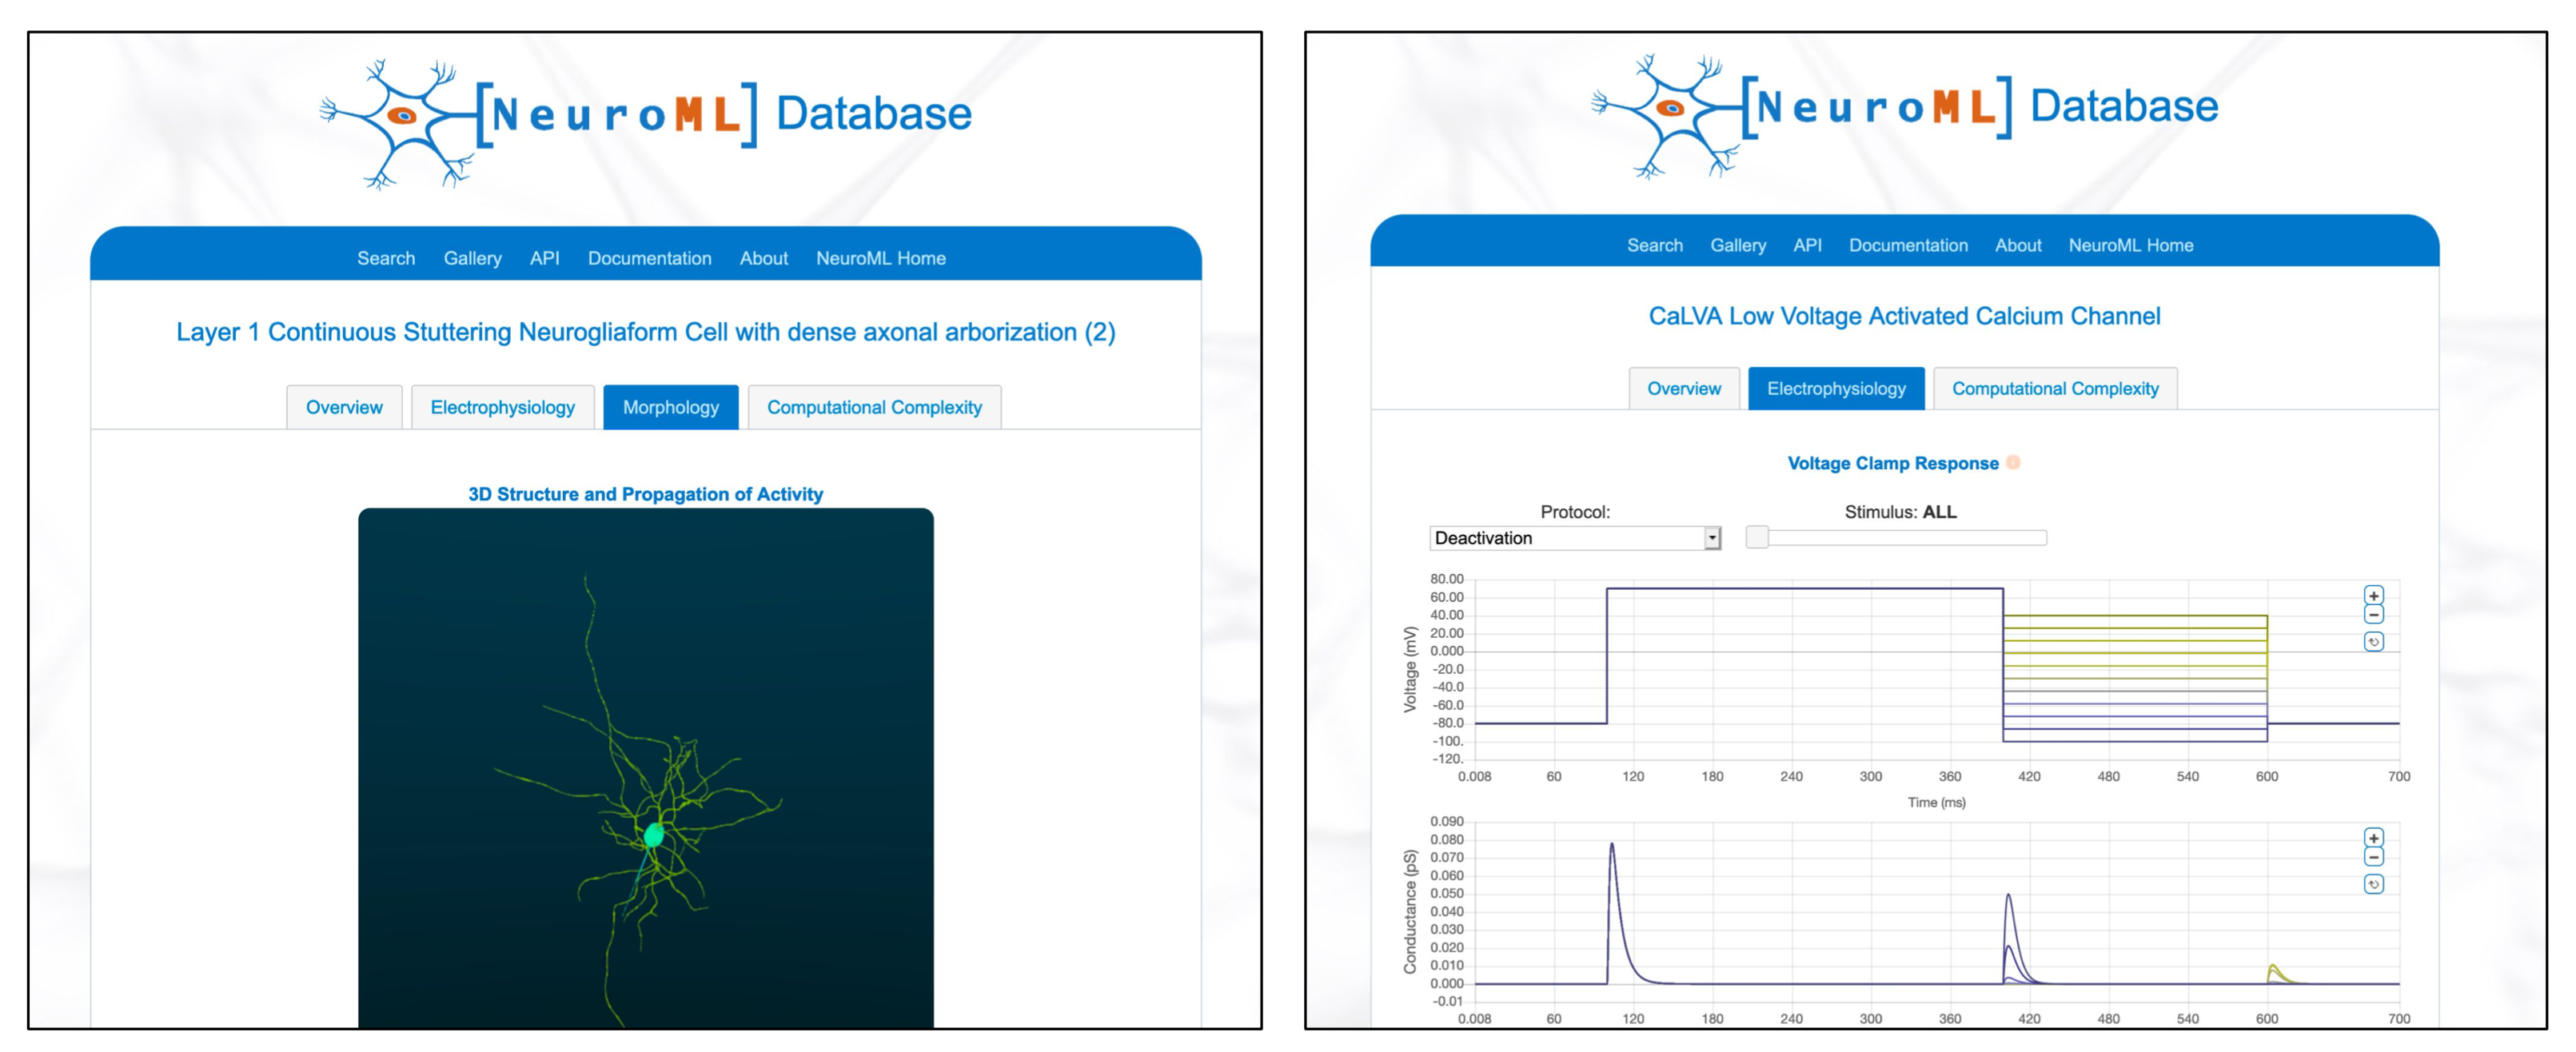 [NeuroML] Database
Search Gallery API Documentation About NeuroML Home
Layer 1 Continuous Stuttering Neurogliaform Cell with dense axonal arborization (2)
Overview Electrophysiology Morphology Computational Complexity
3D Structure and Propagation of Activity
[NeuroML] Database
Search Gallery API Documentation About NeuroML Home
CaLVA Low Voltage Activated Calcium Channel
Overview Electrophysiology Computational Complexity
Voltage Clamp Response
Protocol: Stimulus: ALL
Deactivation
Voltage (mV)
80.00
60.00
40.00
20.00
0.000
-20.0
-40.0
-60.0
-80.0
-100.
-120.
0.008 60 120 180 240 300 360 420 480 540 600 700
Time (ms)
Conductance (pS)
0.090
0.080
0.070
0.060
0.050
0.040
0.030
0.020
0.010
0.000
-0.01
0.008 60 120 180 240 300 360 420 480 540 600 700